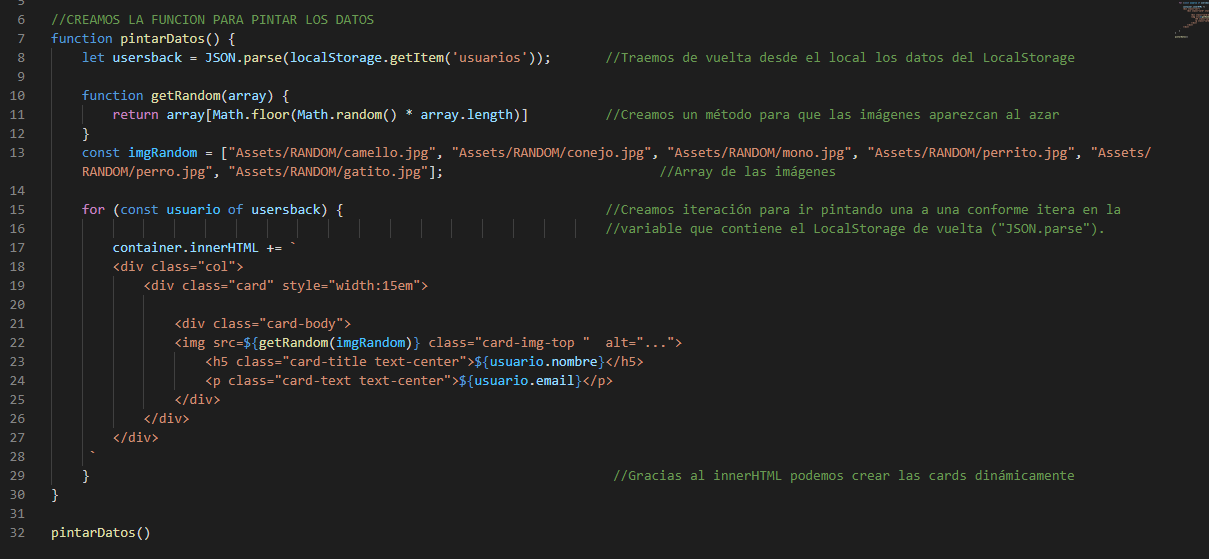 5
6 //CREAMOS LA FUNCION PARA PINTAR LOS DATOS
7 function pintarDatos() {
8 let usersback = JSON.parse(localStorage.getItem('usuarios')); //Traemos de vuelta desde el local los datos del LocalStorage
9
10 function getRandom(array) {
11 return array[Math.floor(Math.random() * array.length)] //Creamos un método para que las imágenes aparezcan al azar
12 }
13 const imgRandom = ["Assets/RANDOM/camello.jpg", "Assets/RANDOM/conejo.jpg", "Assets/RANDOM/mono.jpg", "Assets/RANDOM/perrito.jpg", "Assets/
RANDOM/perro.jpg", "Assets/RANDOM/gatito.jpg"]; //Array de las imágenes
14
15 for (const usuario of usersback) { //Creamos iteración para ir pintando una a una conforme itera en la
16 //variable que contiene el LocalStorage de vuelta ("JSON.parse").
17 container.innerHTML += `
18 <div class="col">
19 <div class="card" style="width:15em">
20
21 <div class="card-body">
22 <img src=${getRandom(imgRandom)} class="card-img-top " alt="...">
23 <h5 class="card-title text-center">${usuario.nombre}</h5>
24 <p class="card-text text-center">${usuario.email}</p>
25 </div>
26 </div>
27 </div>
28 `
29 } //Gracias al innerHTML podemos crear las cards dinámicamente
30 }
31
32 pintarDatos()